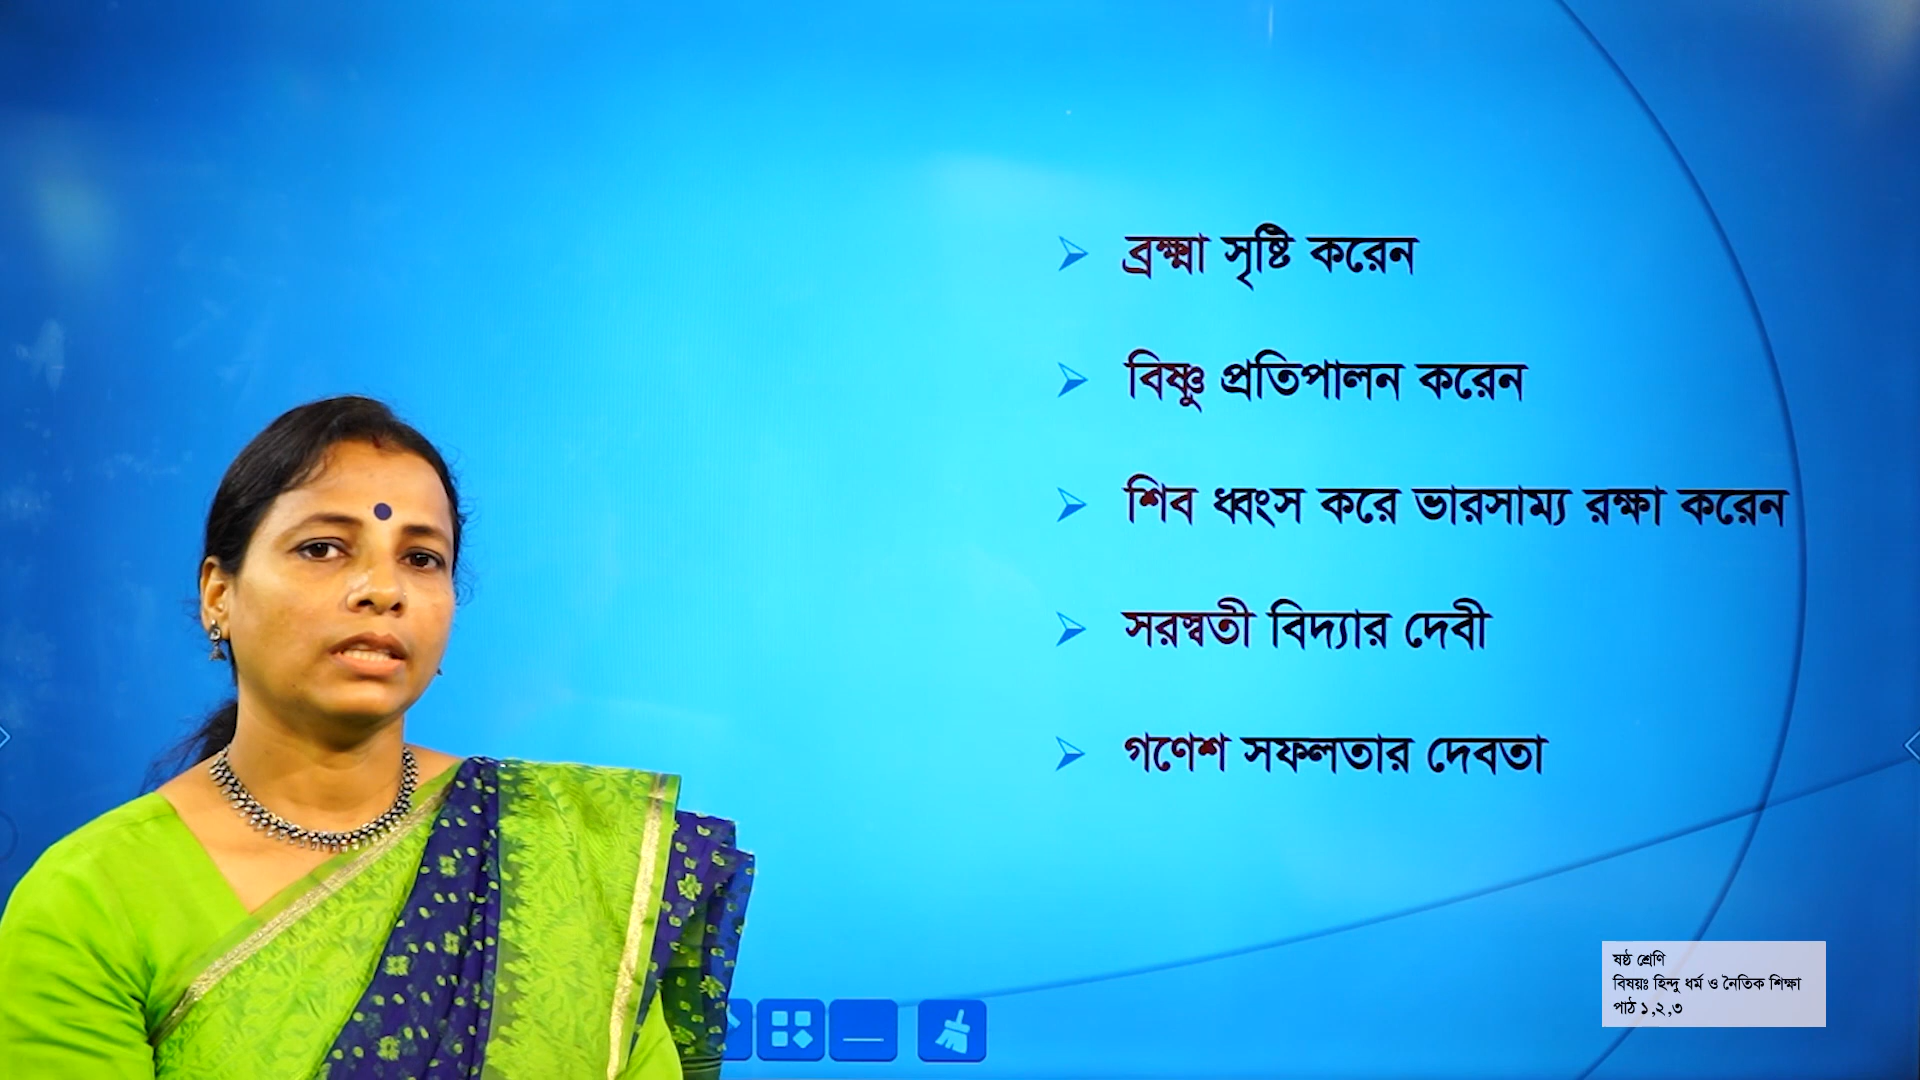 ব্রহ্মা সৃষ্টি করেন
বিষ্ণু প্রতিপালন করেন
শিব ধ্বংস করে ভারসাম্য রক্ষা করেন
সরস্বতী বিদ্যার দেবী
গণেশ সফলতার দেবতা
ষষ্ঠ শ্রেণি
বিষয়ঃ হিন্দু ধর্ম ও নৈতিক শিক্ষা
পাঠ ১,২,৩